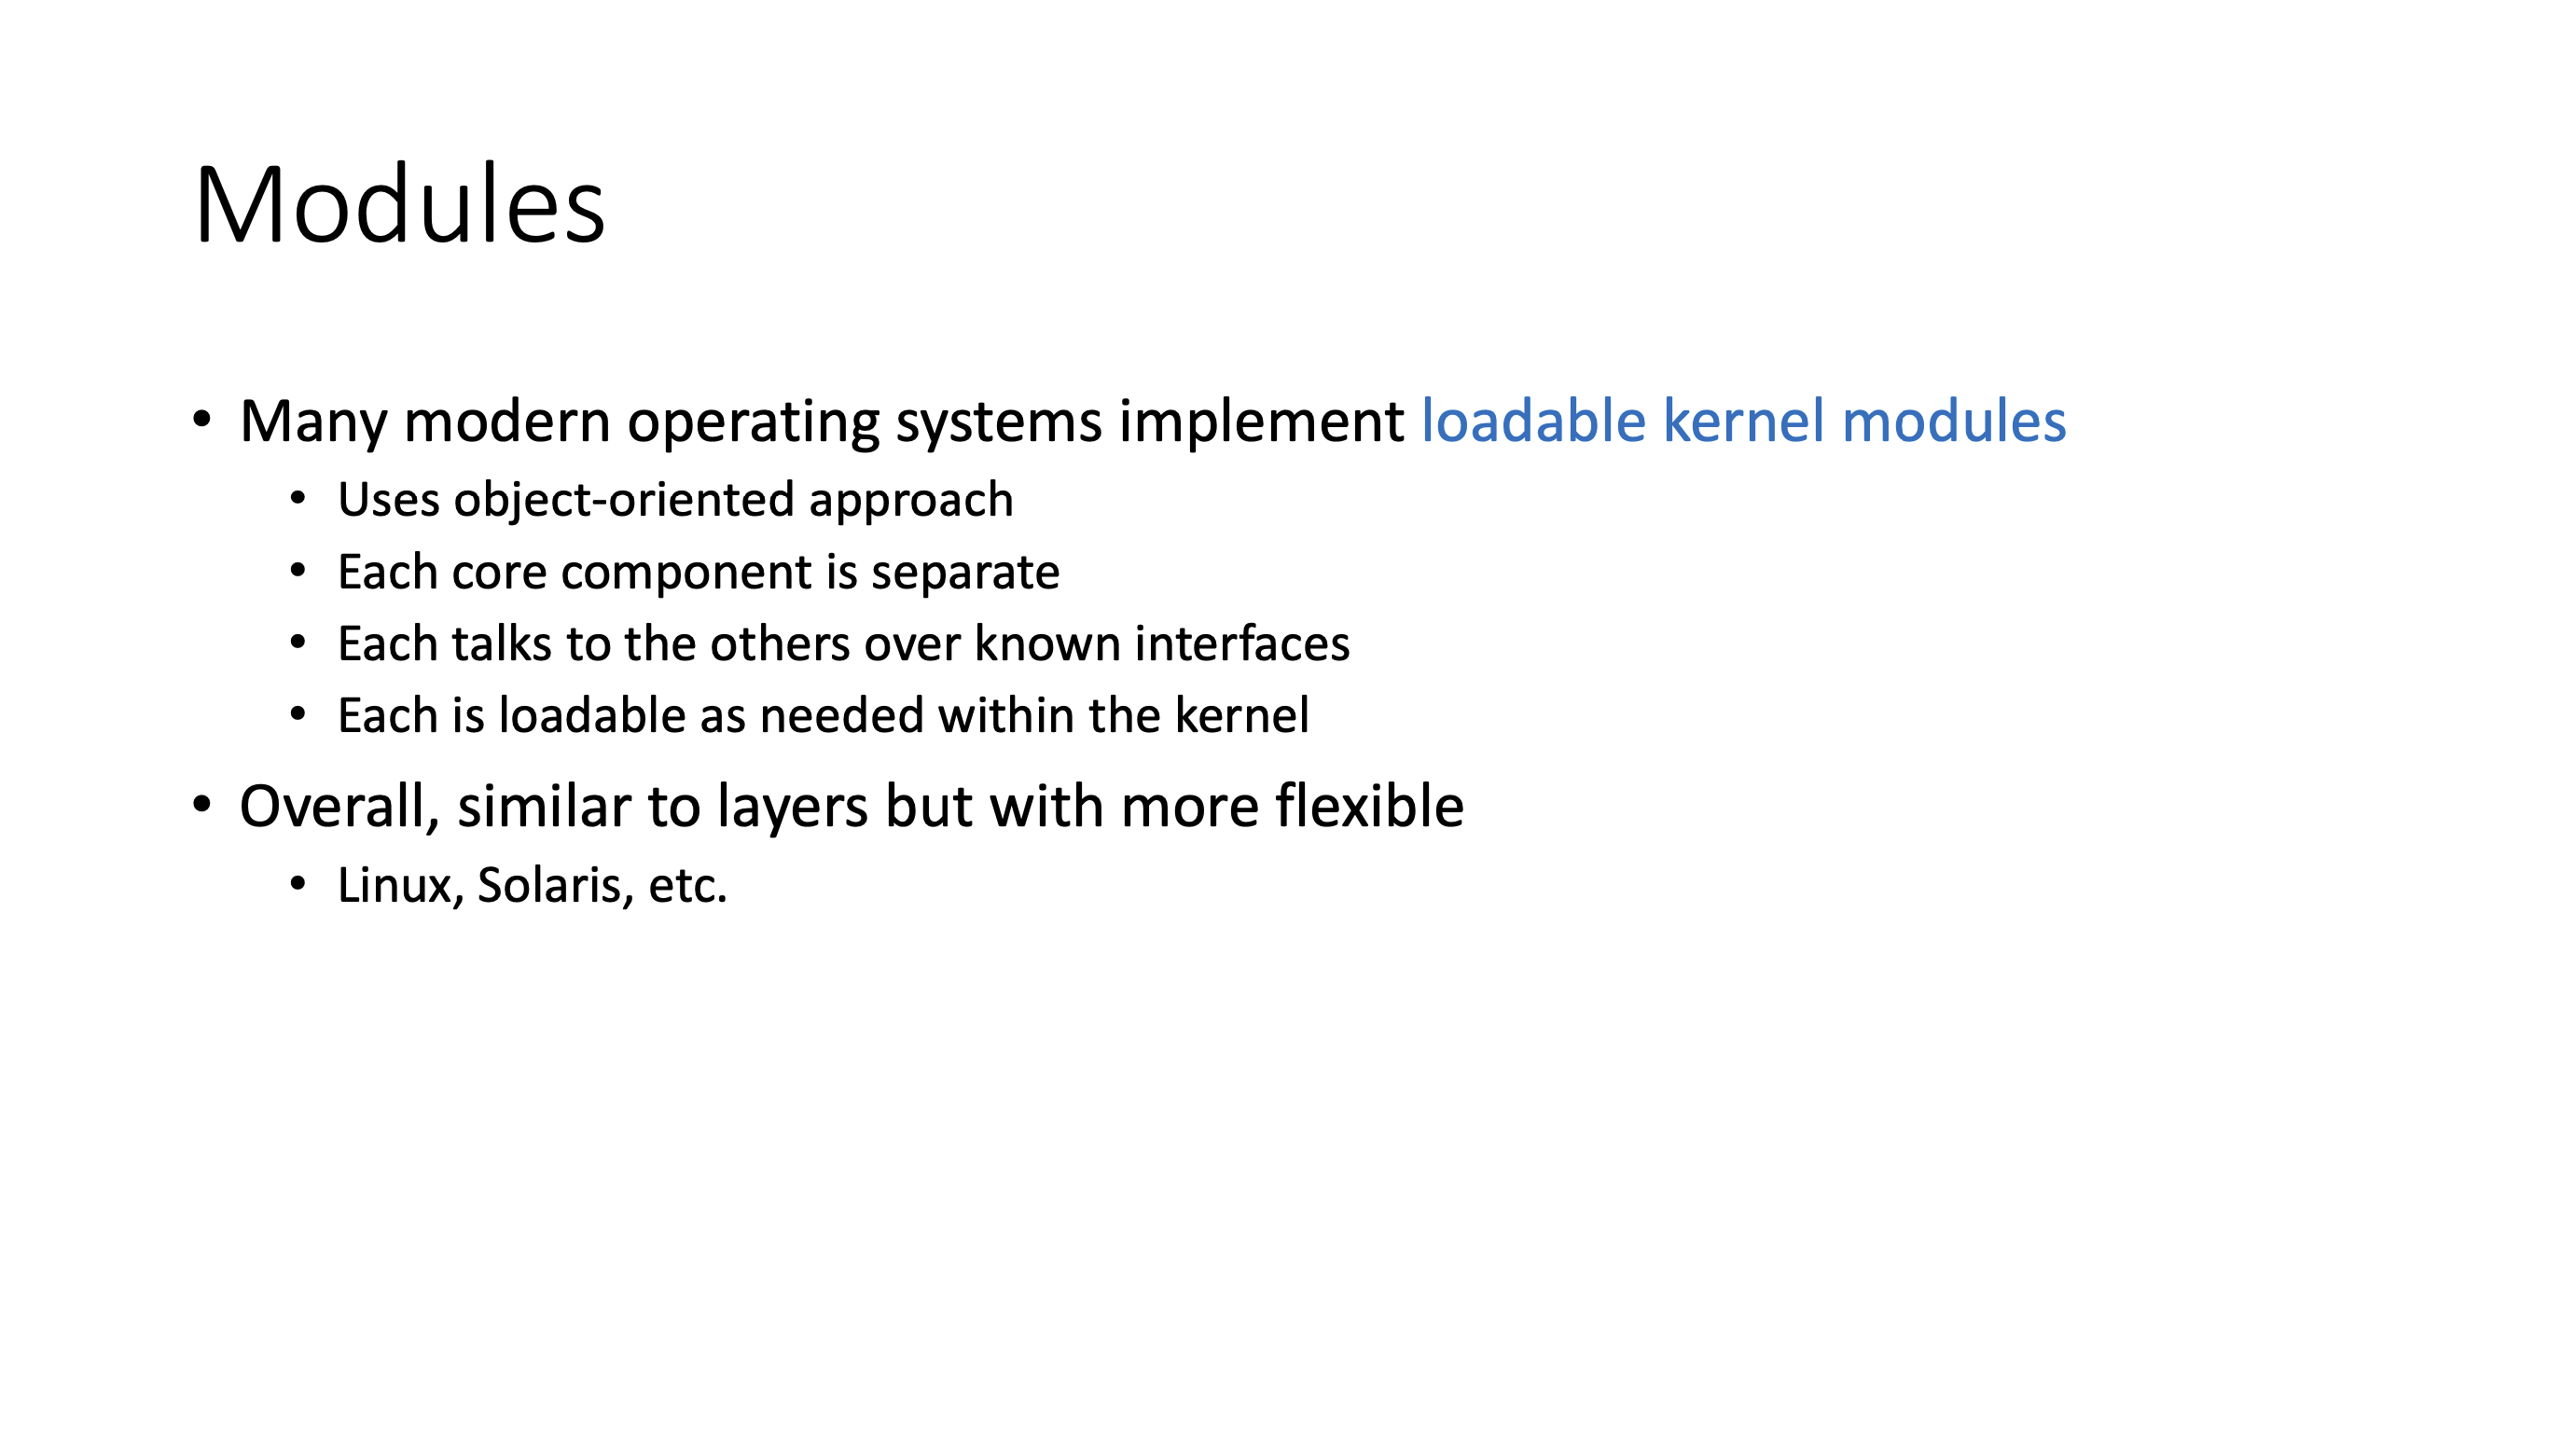 Modules
• Many modern operating systems implement loadable kernel modules
• Uses object-oriented approach
• Each core component is separate
• Each talks to the others over known interfaces
• Each is loadable as needed within the kernel
• Overall, similar to layers but with more flexible
• Linux, Solaris, etc.